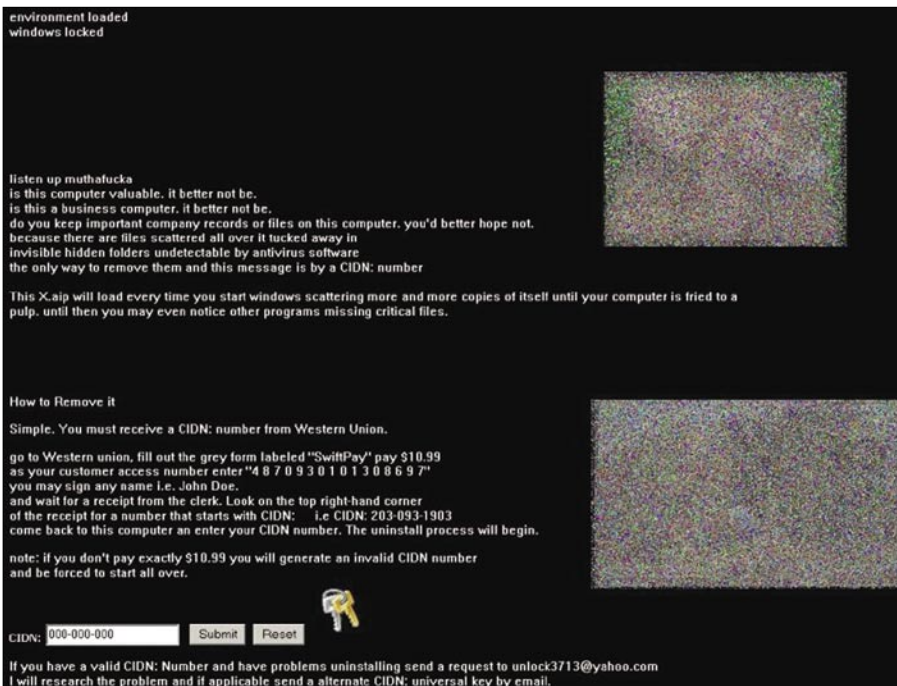 environment loaded
windows locked
listen up muthafucka
is this computer valuable. it better not be.
is this a business computer. it better not be.
do you keep important company records or files on this computer. you'd better hope not.
because there are files scattered all over it tucked away in
invisible hidden folders undetectable by antivirus software
the only way to remove them and this message is by a CIDN: number
This X.aip will load every time you start windows scattering more and more copies of itself until your computer is fried to a
pulp. until then you may even notice other programs missing critical files.
How to Remove it
Simple. You must receive a CIDN: number from Western Union.
go to Western union, fill out the grey form labeled "SwiftPay" pay $10.99
as your customer access number enter "4 8 7 0 9 3 0 1 0 1 3 0 8 6 9 7"
you may sign any name i.e. John Doe.
and wait for a receipt from the clerk. Look on the top right-hand corner
of the receipt for a number that starts with CIDN: i.e CIDN: 203-093-1903
come back to this computer an enter your CIDN number. The uninstall process will begin.
note: if you don't pay exactly $10.99 you will generate an invalid CIDN number
and be forced to start all over.
CIDN: 000-000-000 Submit Reset
If you have a valid CIDN: Number and have problems uninstalling send a request to unlock3713@yahoo.com
I will research the problem and if applicable send a alternate CIDN: universal key by email.